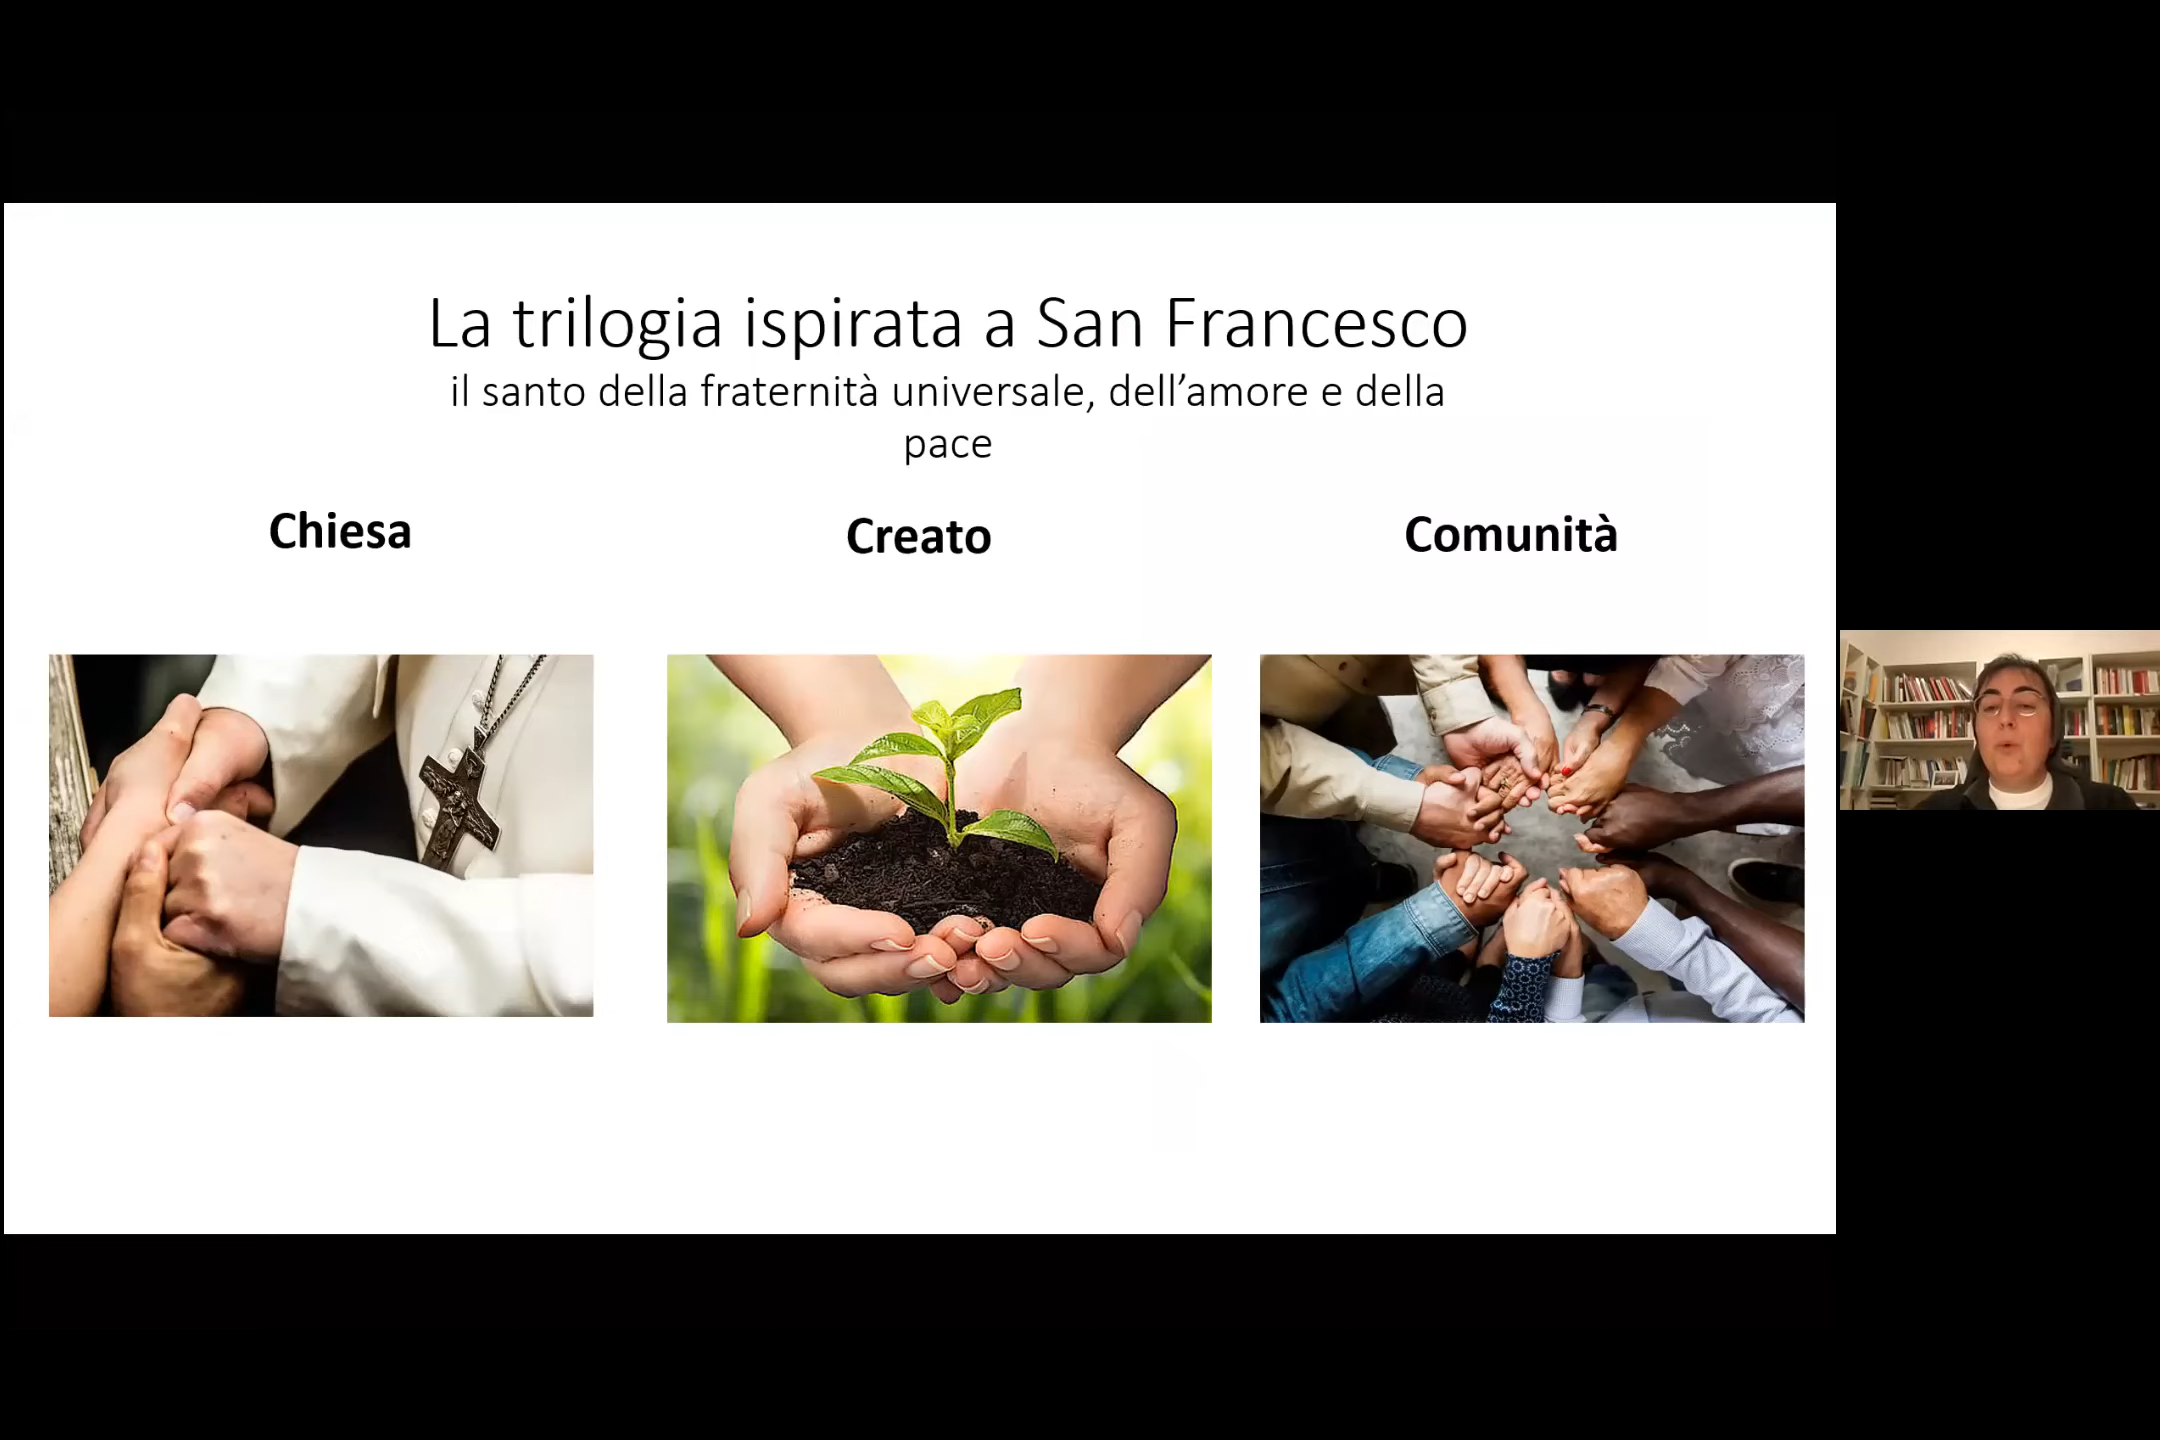 La trilogia ispirata a San Francesco
il santo della fraternità universale, dell’amore e della
pace
Chiesa
Creato
Comunità